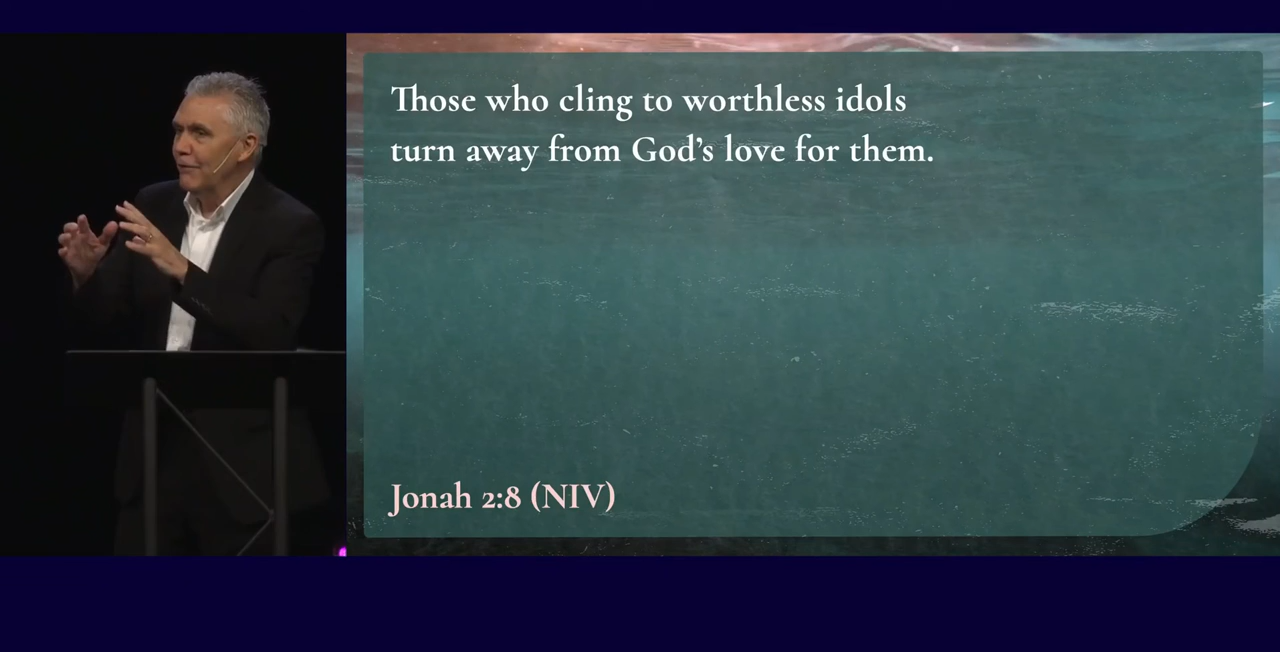 Those who cling to worthless idols
turn away from God’s love for them.
Jonah 2:8 (NIV)